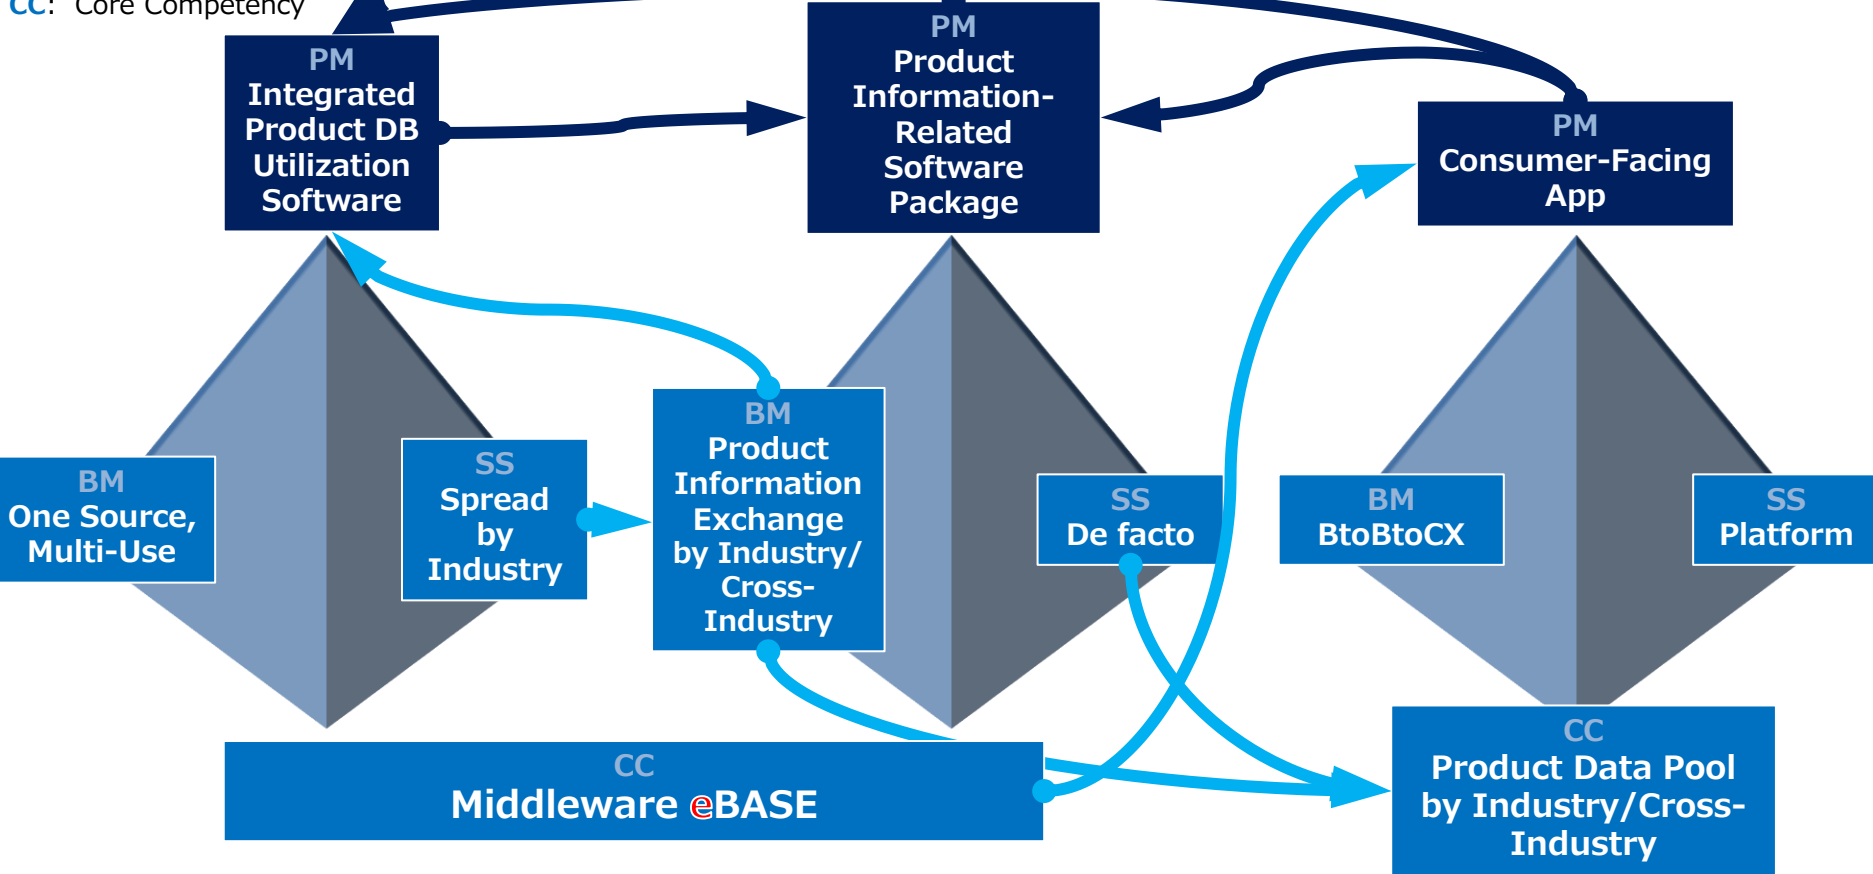 CC: Core Competency
PM
Integrated
Product DB
Utilization
Software
PM
Product
Information-
Related
Software
Package
PM
Consumer-Facing
App
BM
One Source,
Multi-Use
SS
Spread
by
Industry
BM
Product
Information
Exchange
by Industry/
Cross-
Industry
SS
De facto
BM
BtoBtoCX
SS
Platform
CC
Middleware eBASE
CC
Product Data Pool
by Industry/Cross-
Industry